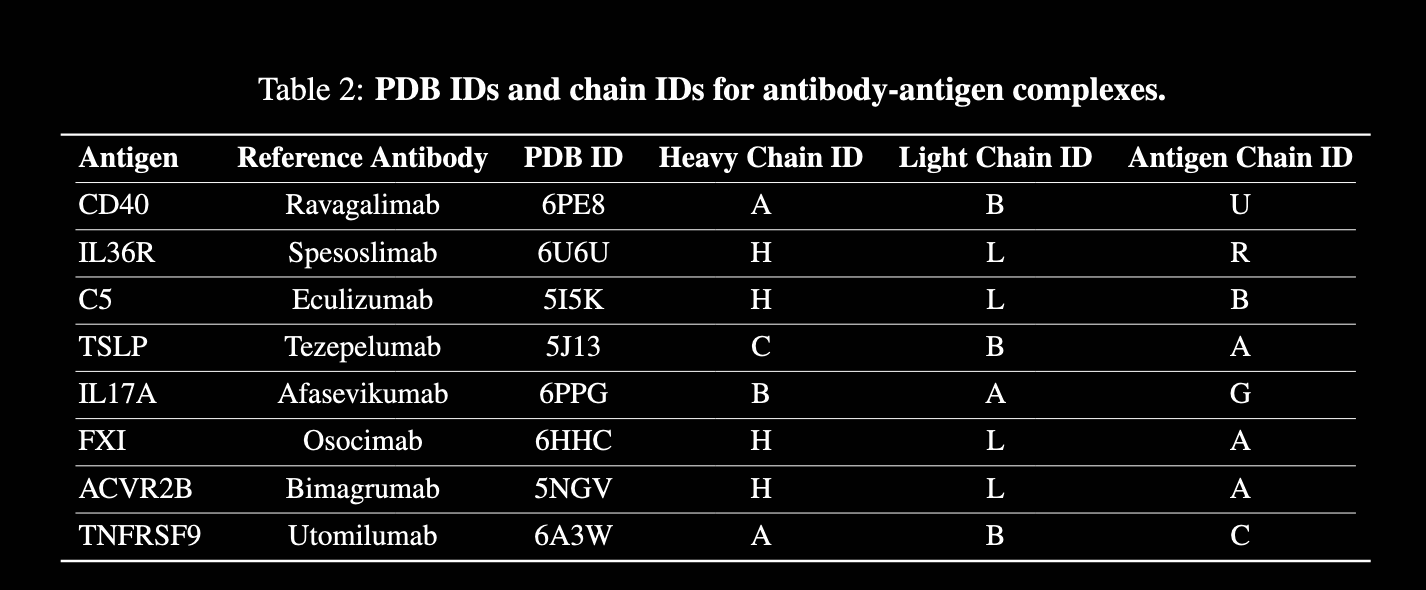 Table 2: PDB IDs and chain IDs for antibody-antigen complexes.
Antigen Reference Antibody PDB ID Heavy Chain ID Light Chain ID Antigen Chain ID
CD40 Ravagalimab 6PE8 A B U
IL36R Spesoslimab 6U6U H L R
C5 Eculizumab 5I5K H L B
TSLP Tezepelumab 5J13 C B A
IL17A Afasevikumab 6PPG B A G
FXI Osocimab 6HHC H L A
ACVR2B Bimagrumab 5NGV H L A
TNFRSF9 Utomilumab 6A3W A B C